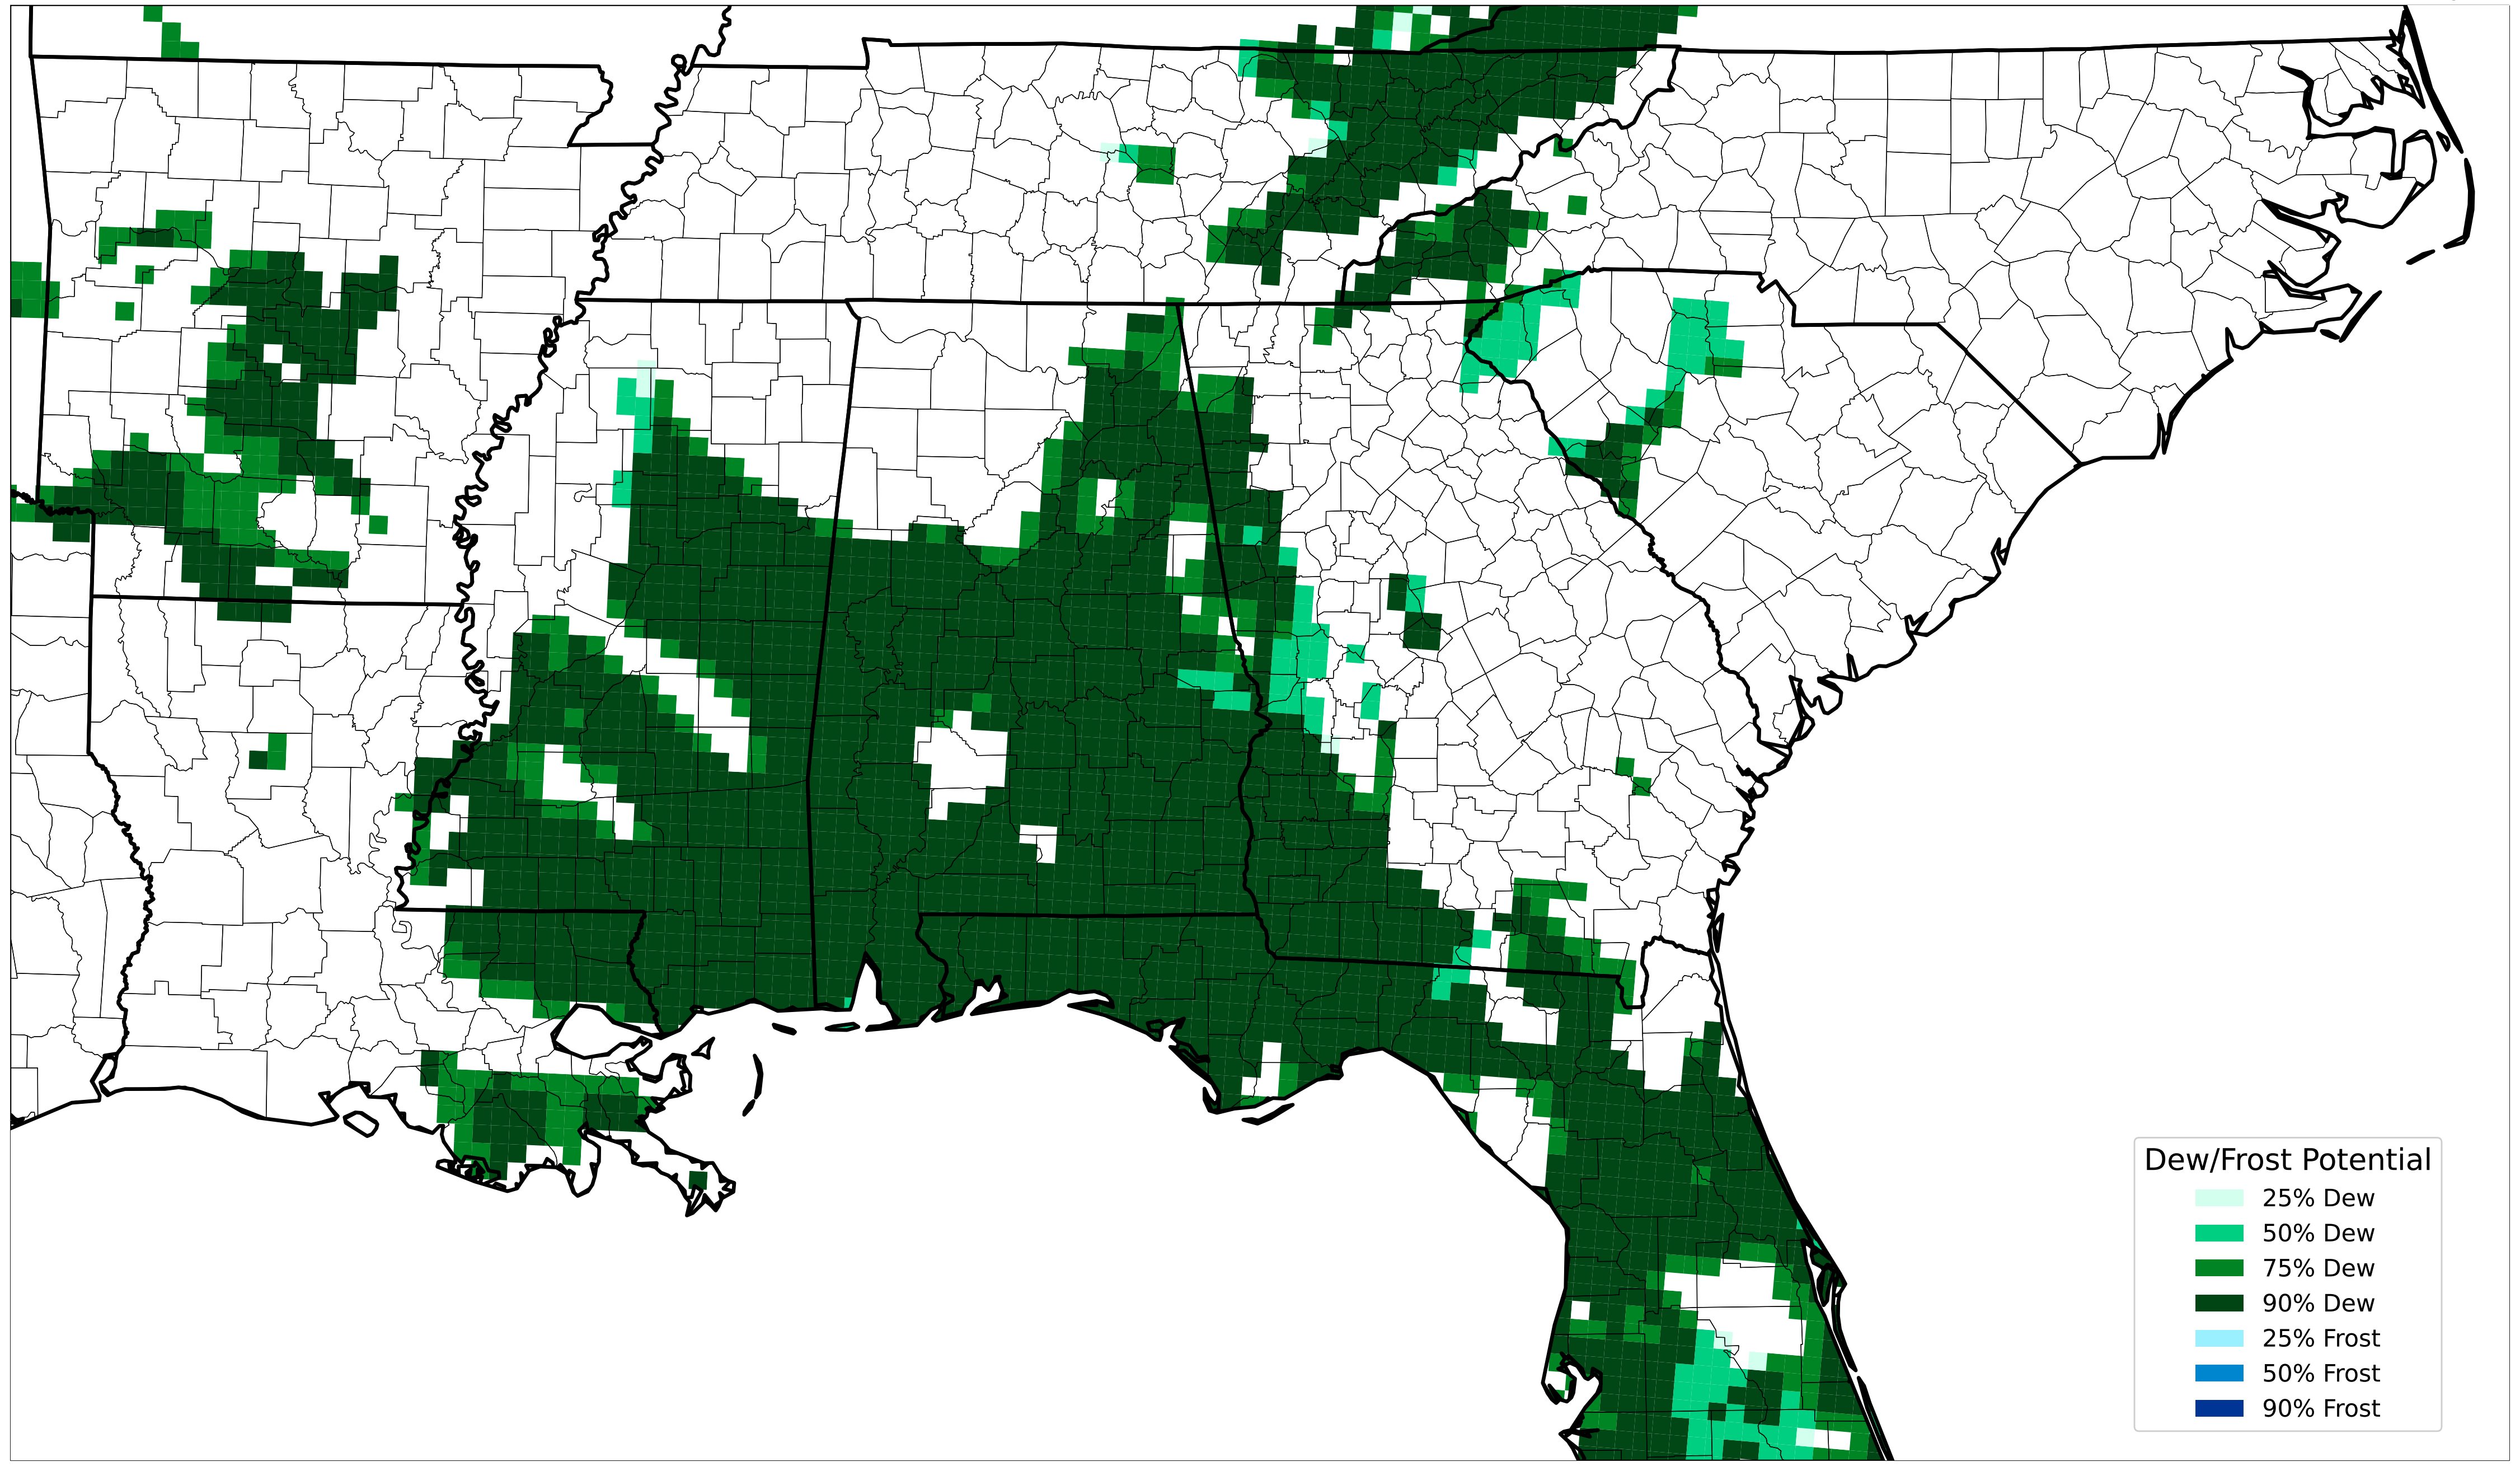 Dew/Frost Potential
25% Dew
50% Dew
75% Dew
90% Dew
25% Frost
50% Frost
90% Frost